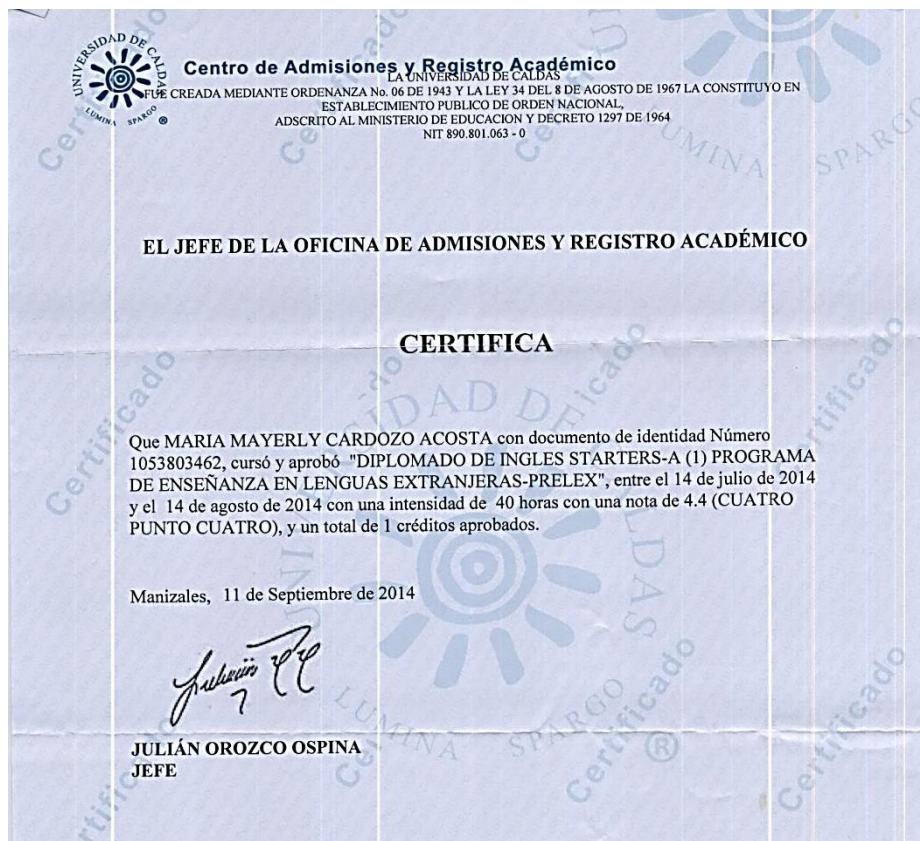 UNIVERSIDAD DE CALDAS
LUMINA SPARGO ®
Centro de Admisiones y Registro Académico
LA UNIVERSIDAD DE CALDAS
FUE CREADA MEDIANTE ORDENANZA No. 06 DE 1943 Y LA LEY 34 DEL 8 DE AGOSTO DE 1967 LA CONSTITUYO EN
ESTABLECIMIENTO PUBLICO DE ORDEN NACIONAL,
ADSCRITO AL MINISTERIO DE EDUCACION Y DECRETO 1297 DE 1964
NIT 890.801.063 - 0
EL JEFE DE LA OFICINA DE ADMISIONES Y REGISTRO ACADÉMICO
CERTIFICA
Que MARIA MAYERLY CARDOZO ACOSTA con documento de identidad Número
1053803462, cursó y aprobó "DIPLOMADO DE INGLES STARTERS-A (1) PROGRAMA
DE ENSEÑANZA EN LENGUAS EXTRANJERAS-PRELEX", entre el 14 de julio de 2014
y el 14 de agosto de 2014 con una intensidad de 40 horas con una nota de 4.4 (CUATRO
PUNTO CUATRO), y un total de 1 créditos aprobados.
Manizales, 11 de Septiembre de 2014
JULIÁN OROZCO OSPINA
JEFE